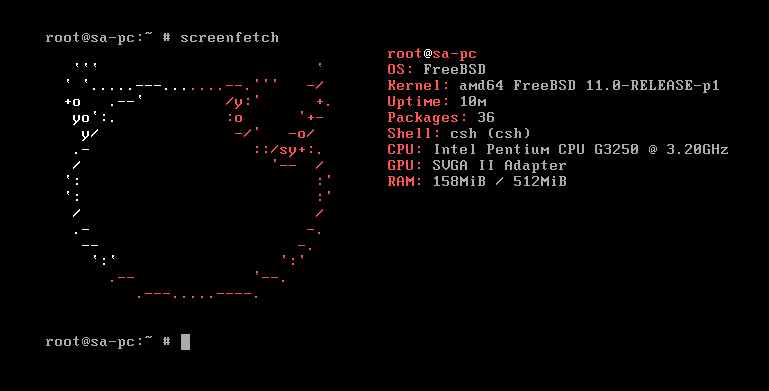 root@sa-pc:~ # screenfetch
root@sa-pc
OS: FreeBSD
Kernel: amd64 FreeBSD 11.0-RELEASE-p1
Uptime: 10m
Packages: 36
Shell: csh (csh)
CPU: Intel Pentium CPU G3250 @ 3.20GHz
GPU: SVGA II Adapter
RAM: 158MiB / 512MiB
root@sa-pc:~ #